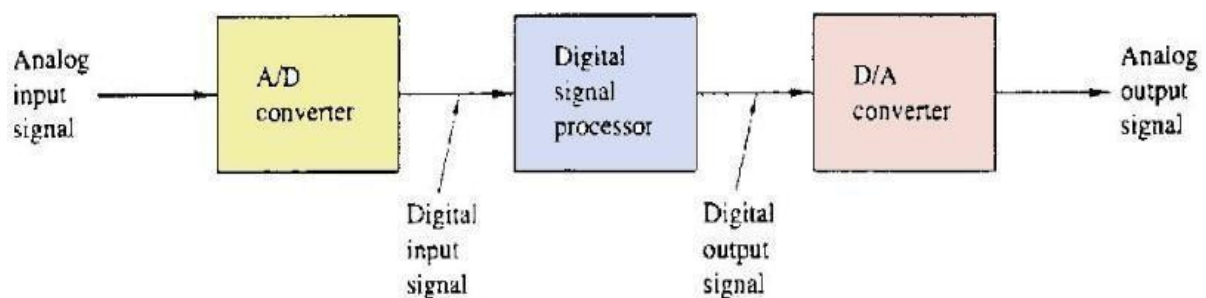 Analog
input
signal
A/D
converter
Digital
input
signal
Digital
signal
processor
Digital
output
signal
D/A
converter
Analog
output
signal